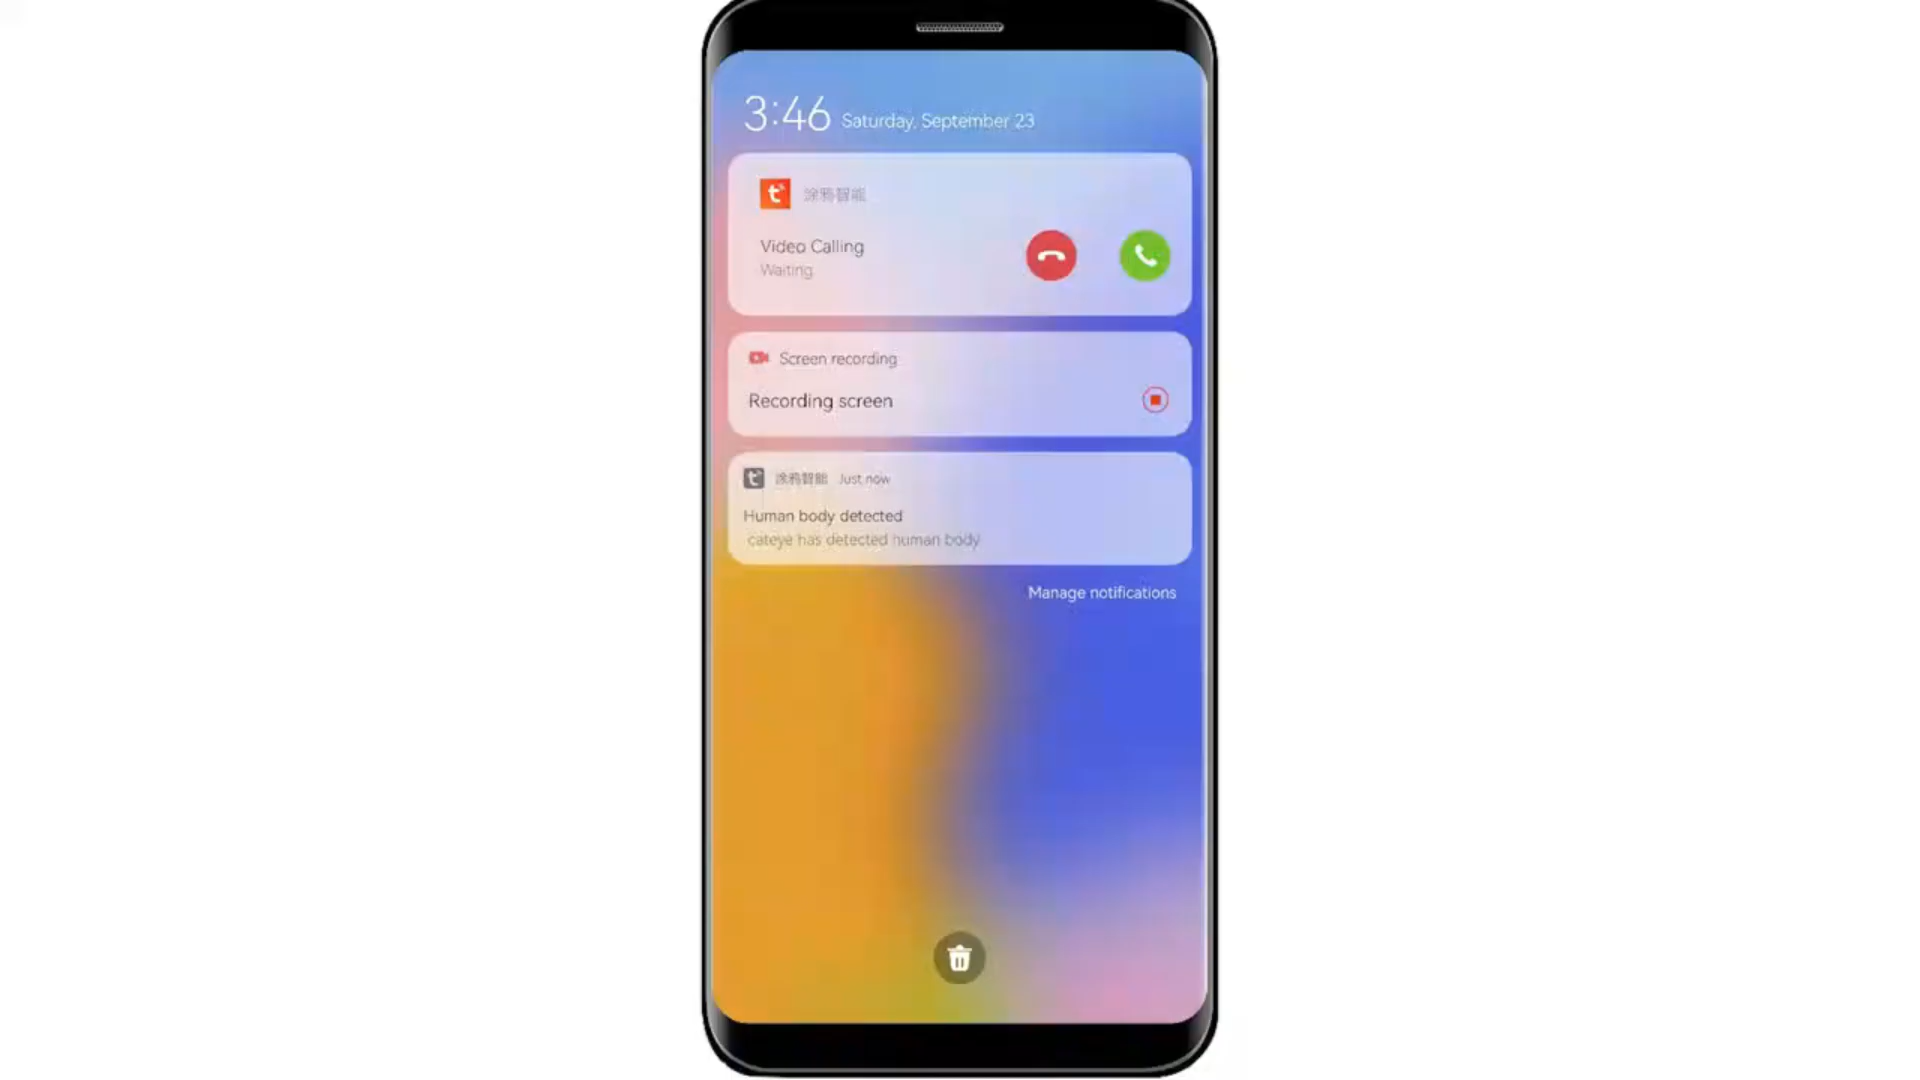 3:46 Saturday, September 23
涂鸦智能
Video Calling
Waiting
Screen recording
Recording screen
涂鸦智能 Just now
Human body detected
cateye has detected human body
Manage notifications